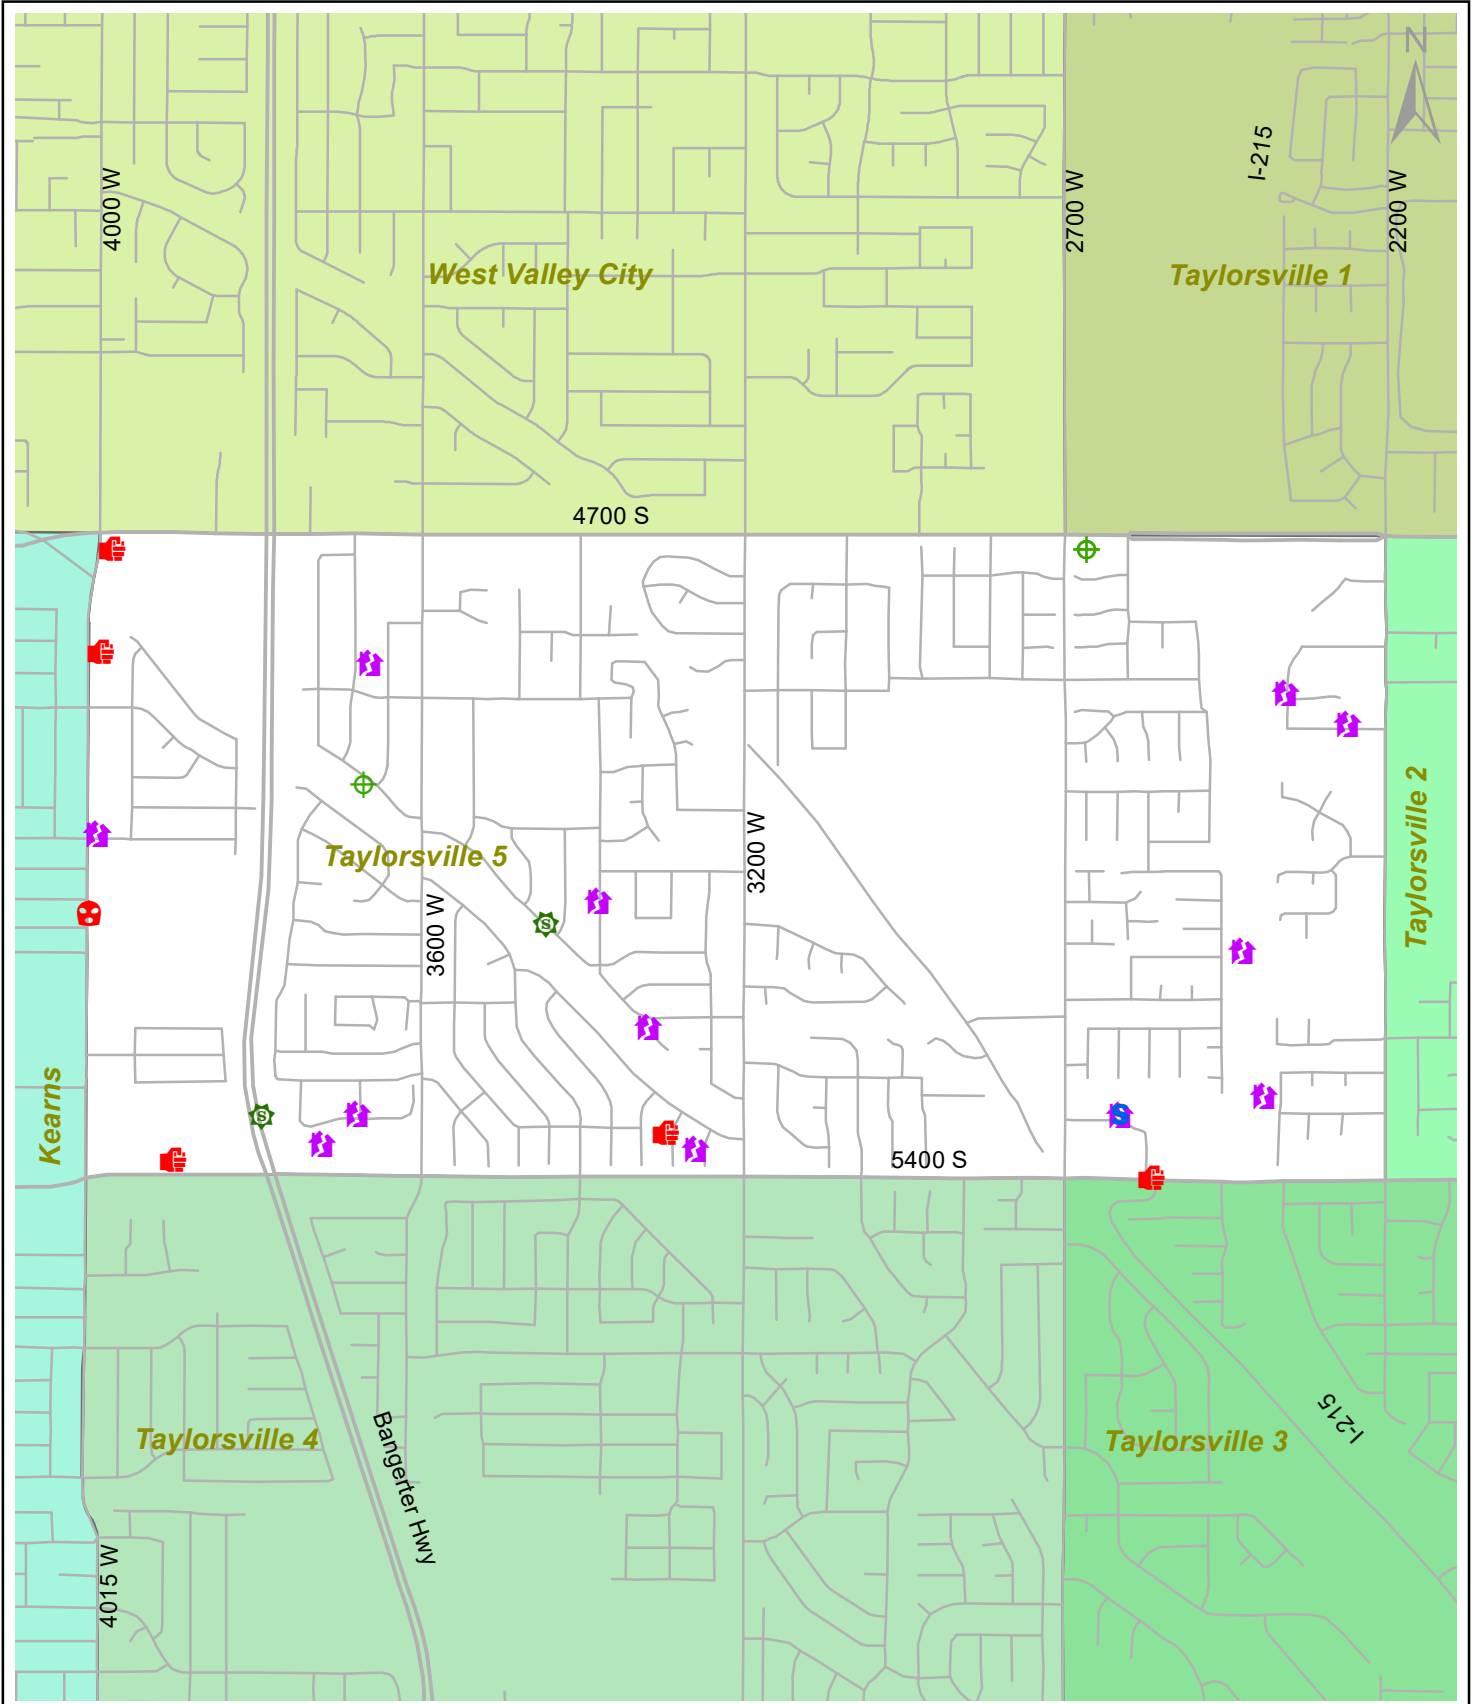 N
I-215
4000 W
2700 W
2200 W
West Valley City
Taylorsville 1
4700 S
Taylorsville 2
3200 W
Taylorsville 5
3600 W
S
S
Kearns
S
5400 S
Taylorsville 4
Bangerter Hwy
Taylorsville 3
I-215
4015 W